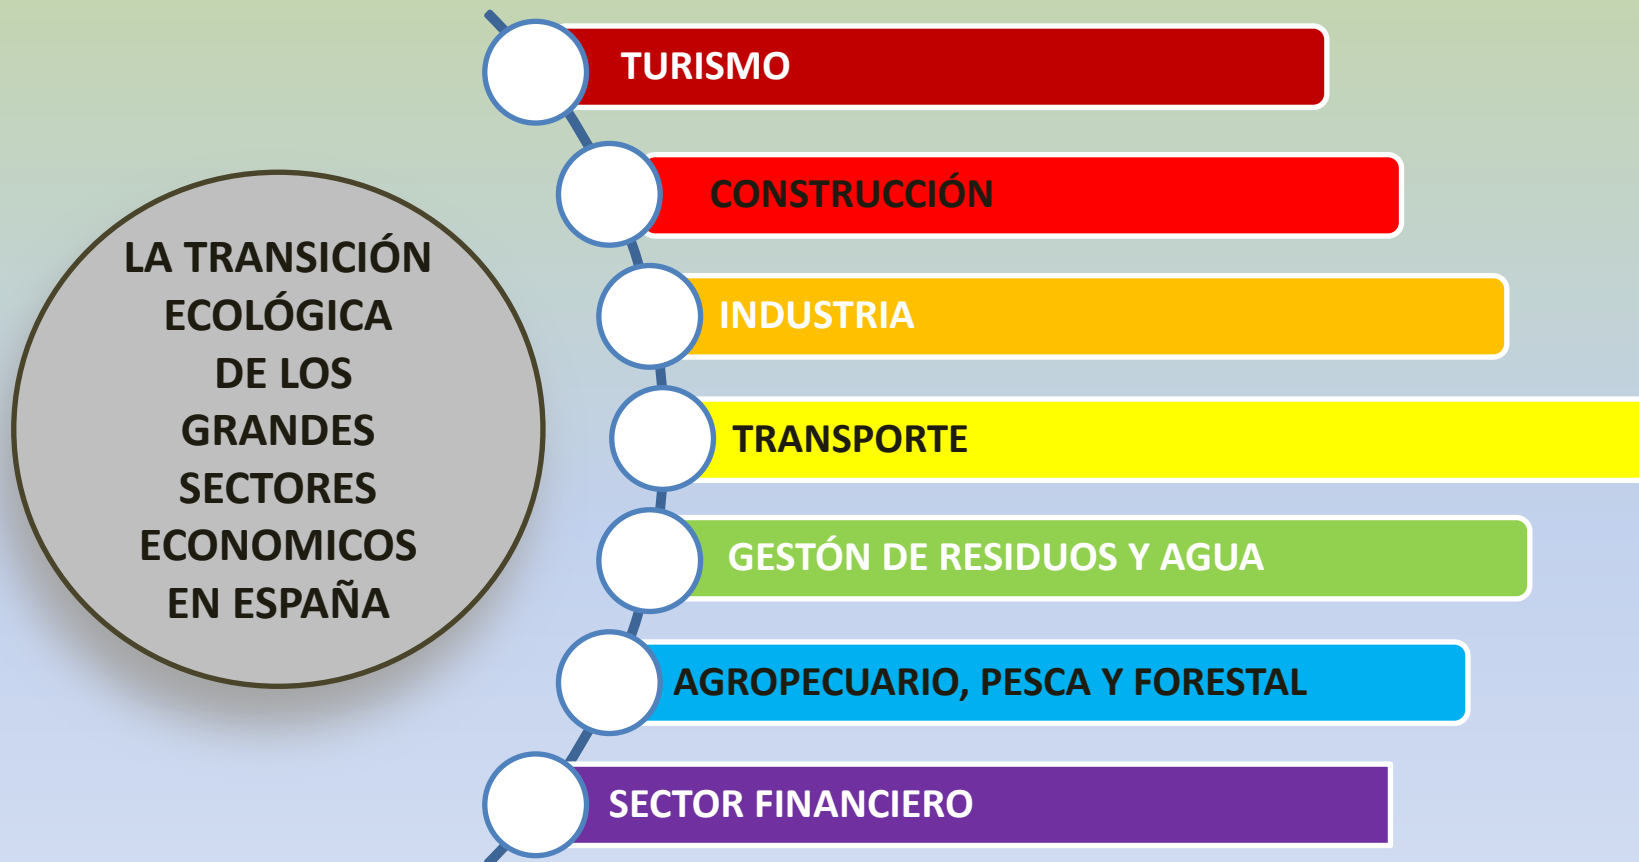 LA TRANSICIÓN
ECOLÓGICA
DE LOS
GRANDES
SECTORES
ECONOMICOS
EN ESPAÑA
TURISMO
CONSTRUCCIÓN
INDUSTRIA
TRANSPORTE
GESTÓN DE RESIDUOS Y AGUA
AGROPECUARIO, PESCA Y FORESTAL
SECTOR FINANCIERO